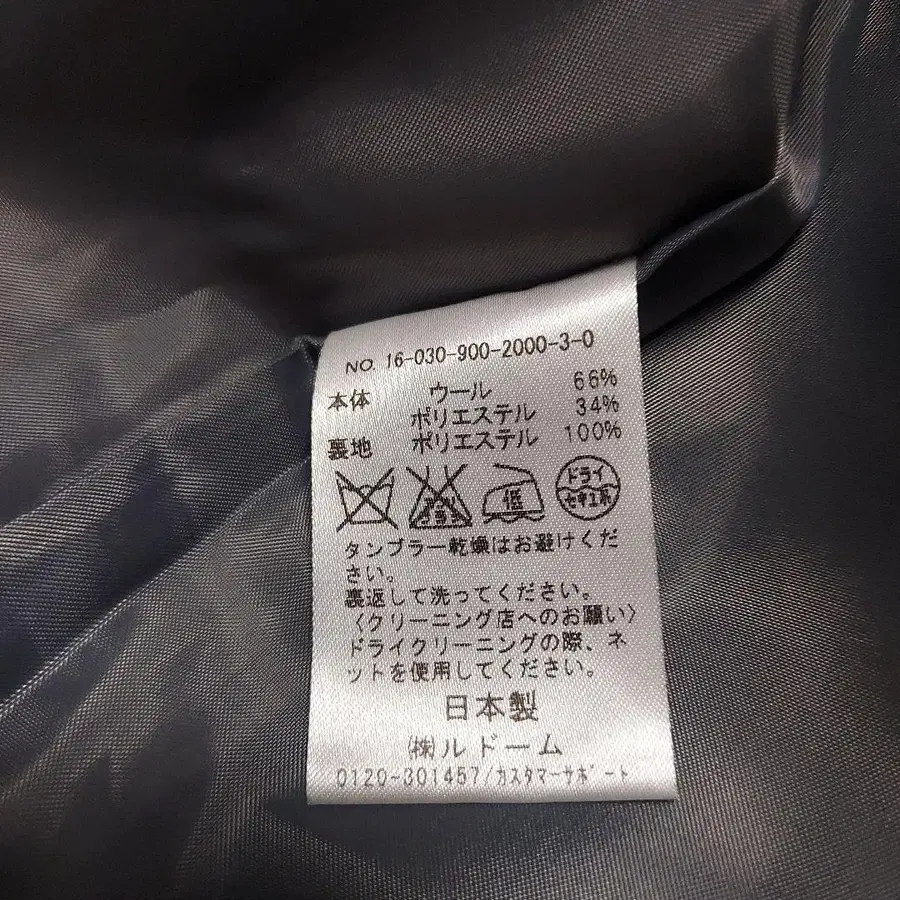 NO. 16-030-900-2000-3-0
本体 ウール 66%
ポリエステル 34%
裏地 ポリエステル 100%
低 ドライ
セキユ系
タンブラー乾燥はお避けくだ
さい。
裏返して洗ってください。
〈クリーニング店へのお願い〉
ドライクリーニングの際、ネ
ットを使用してください。
日本製
(株)ルドーム
0120-301457/カスタマーサポート